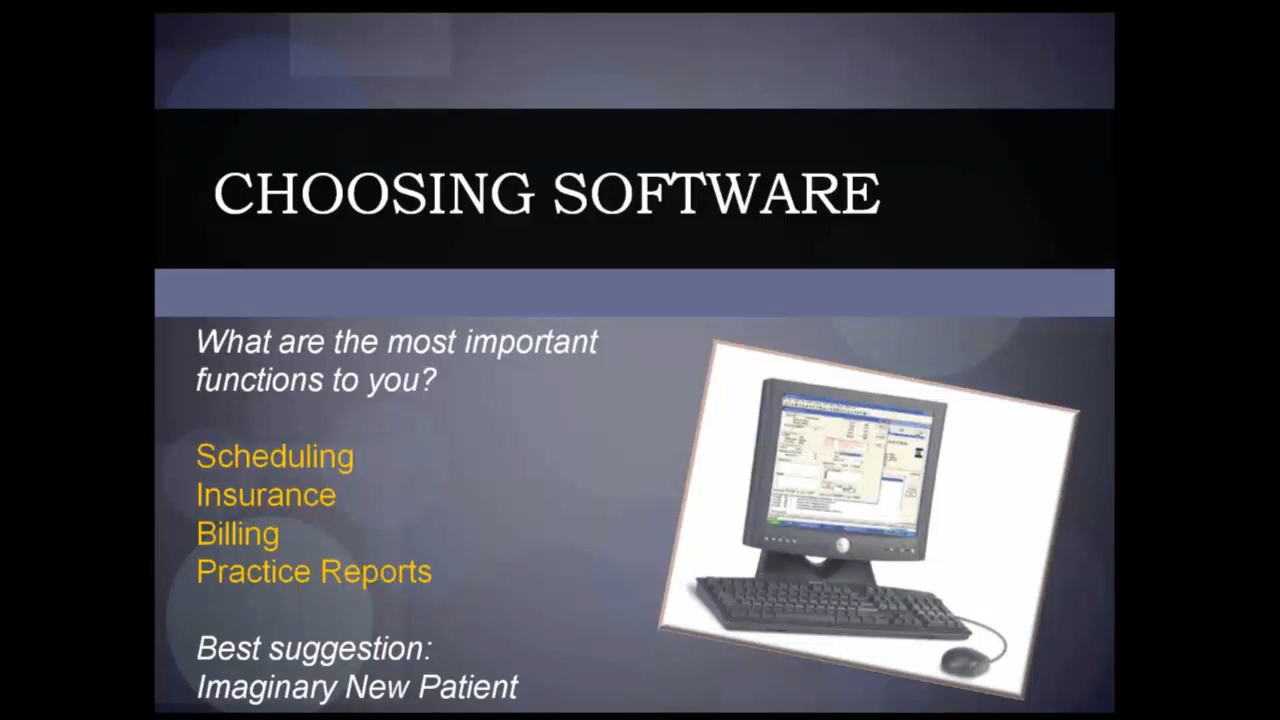 CHOOSING SOFTWARE
What are the most important
functions to you?
Scheduling
Insurance
Billing
Practice Reports
Best suggestion:
Imaginary New Patient